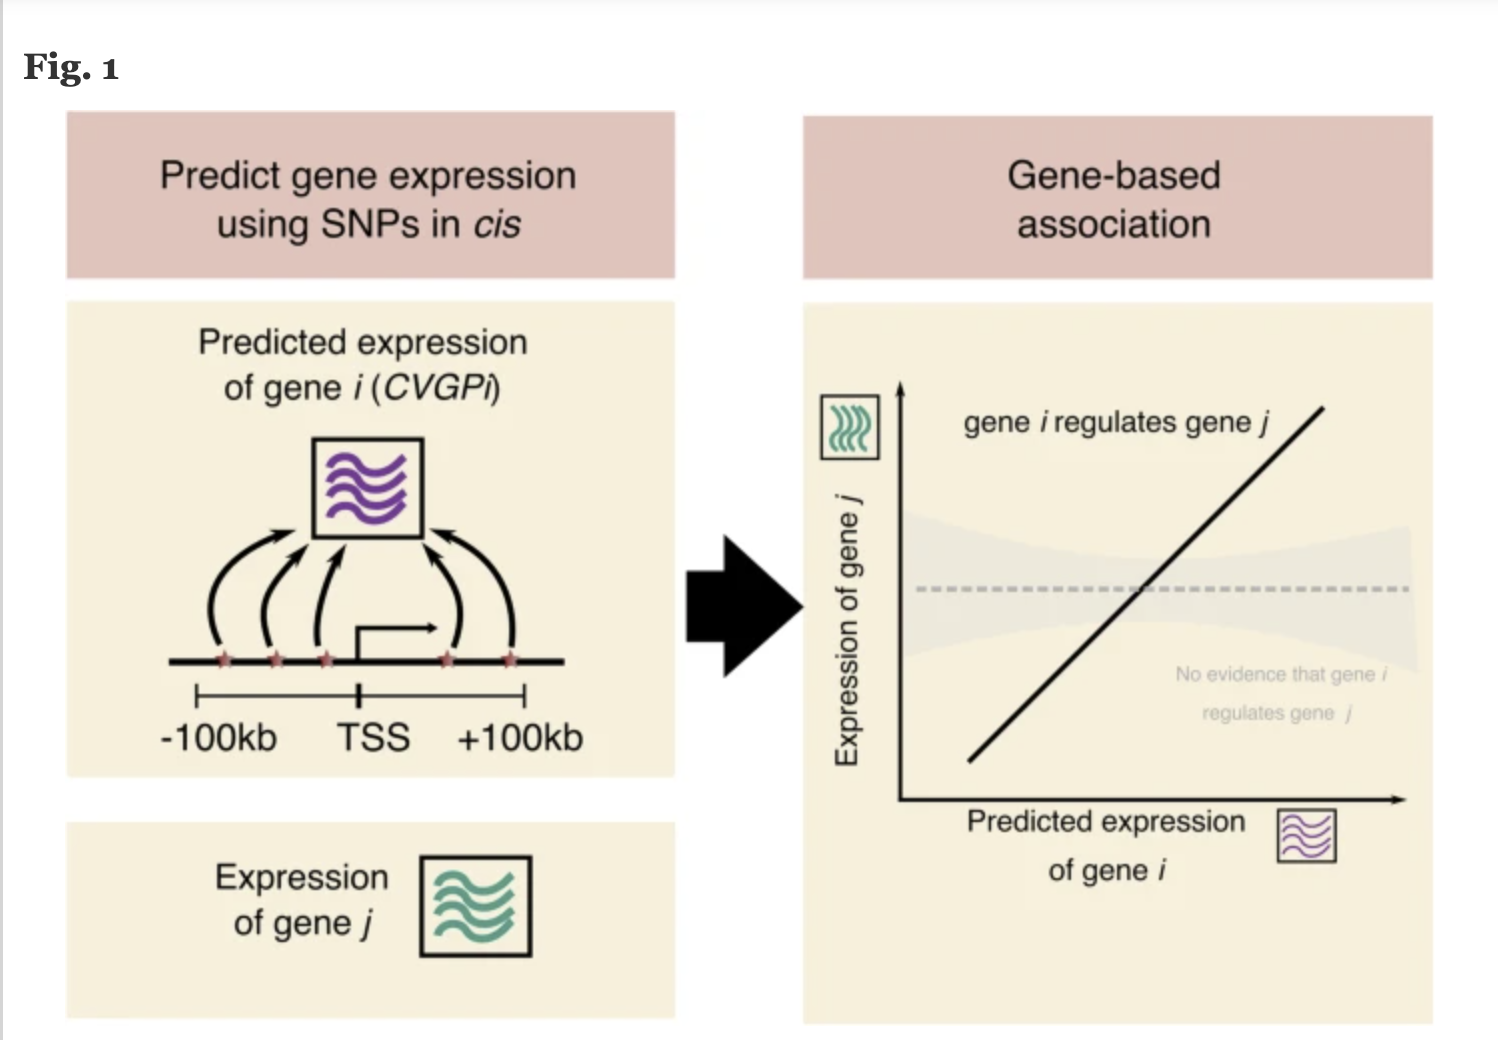 Fig. 1
Predict gene expression
using SNPs in cis
Predicted expression
of gene i (CVGPi)
-100kb TSS +100kb
Expression
of gene j
Gene-based
association
gene i regulates gene j
Expression of gene j
No evidence that gene i
regulates gene j
Predicted expression
of gene i